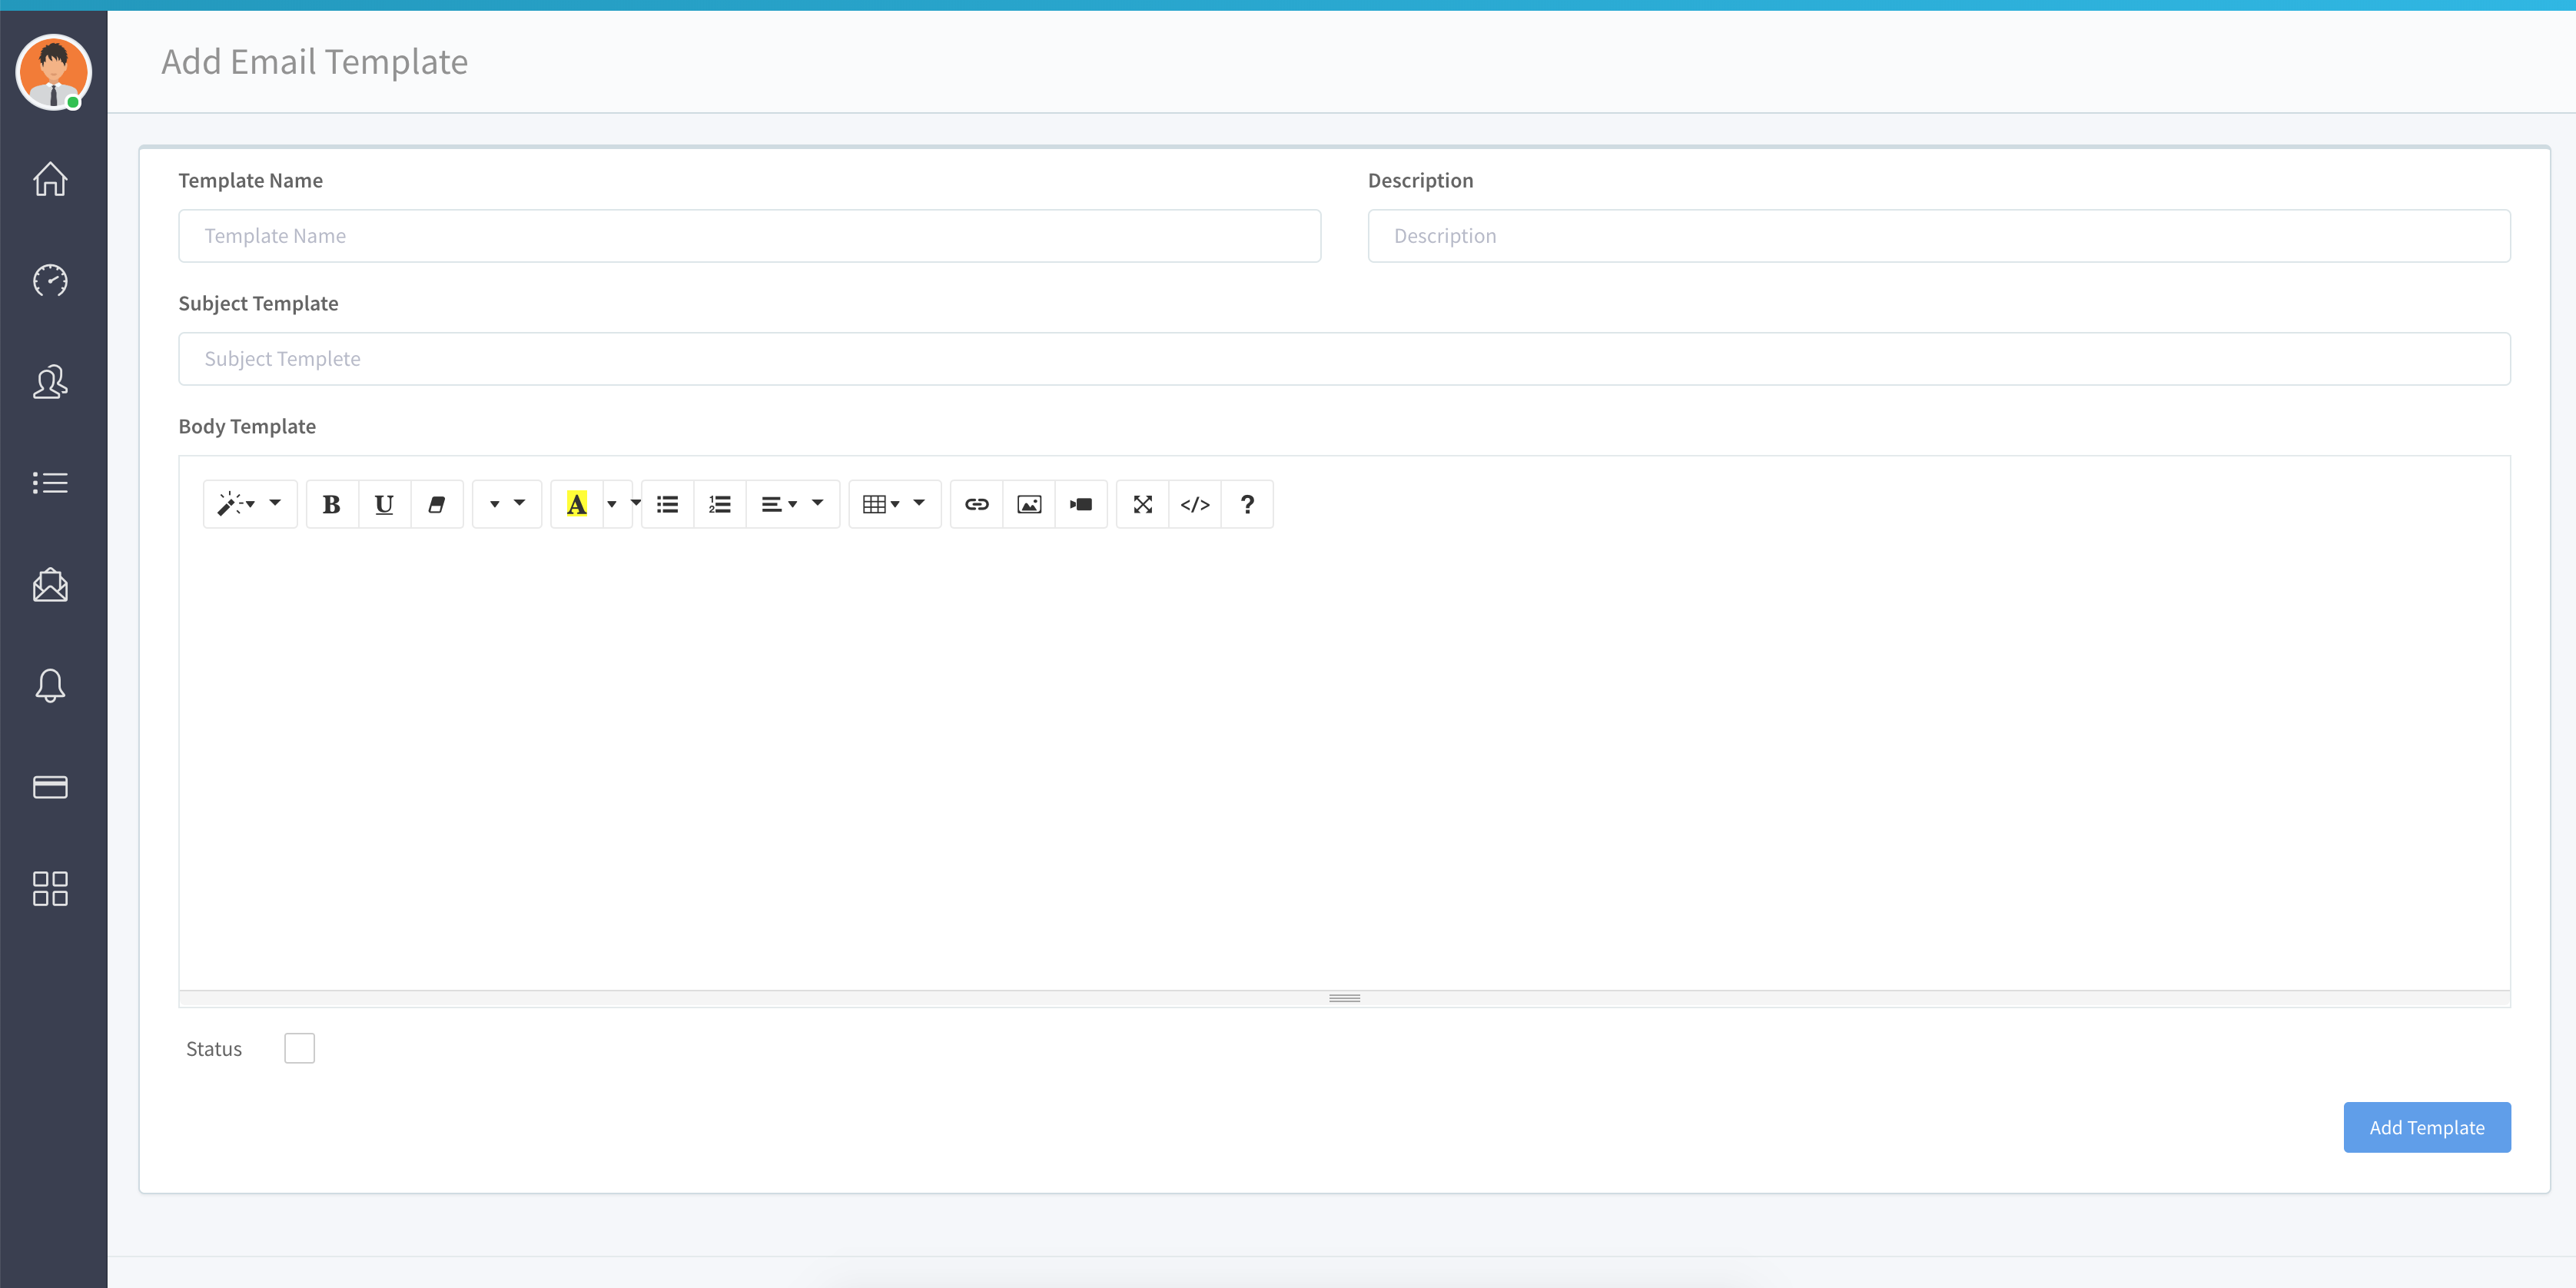 Add Email Template
Template Name
Description
Template Name
Description
Subject Template
Subject Templete
Body Template
B U A </> ?
Status
Add Template